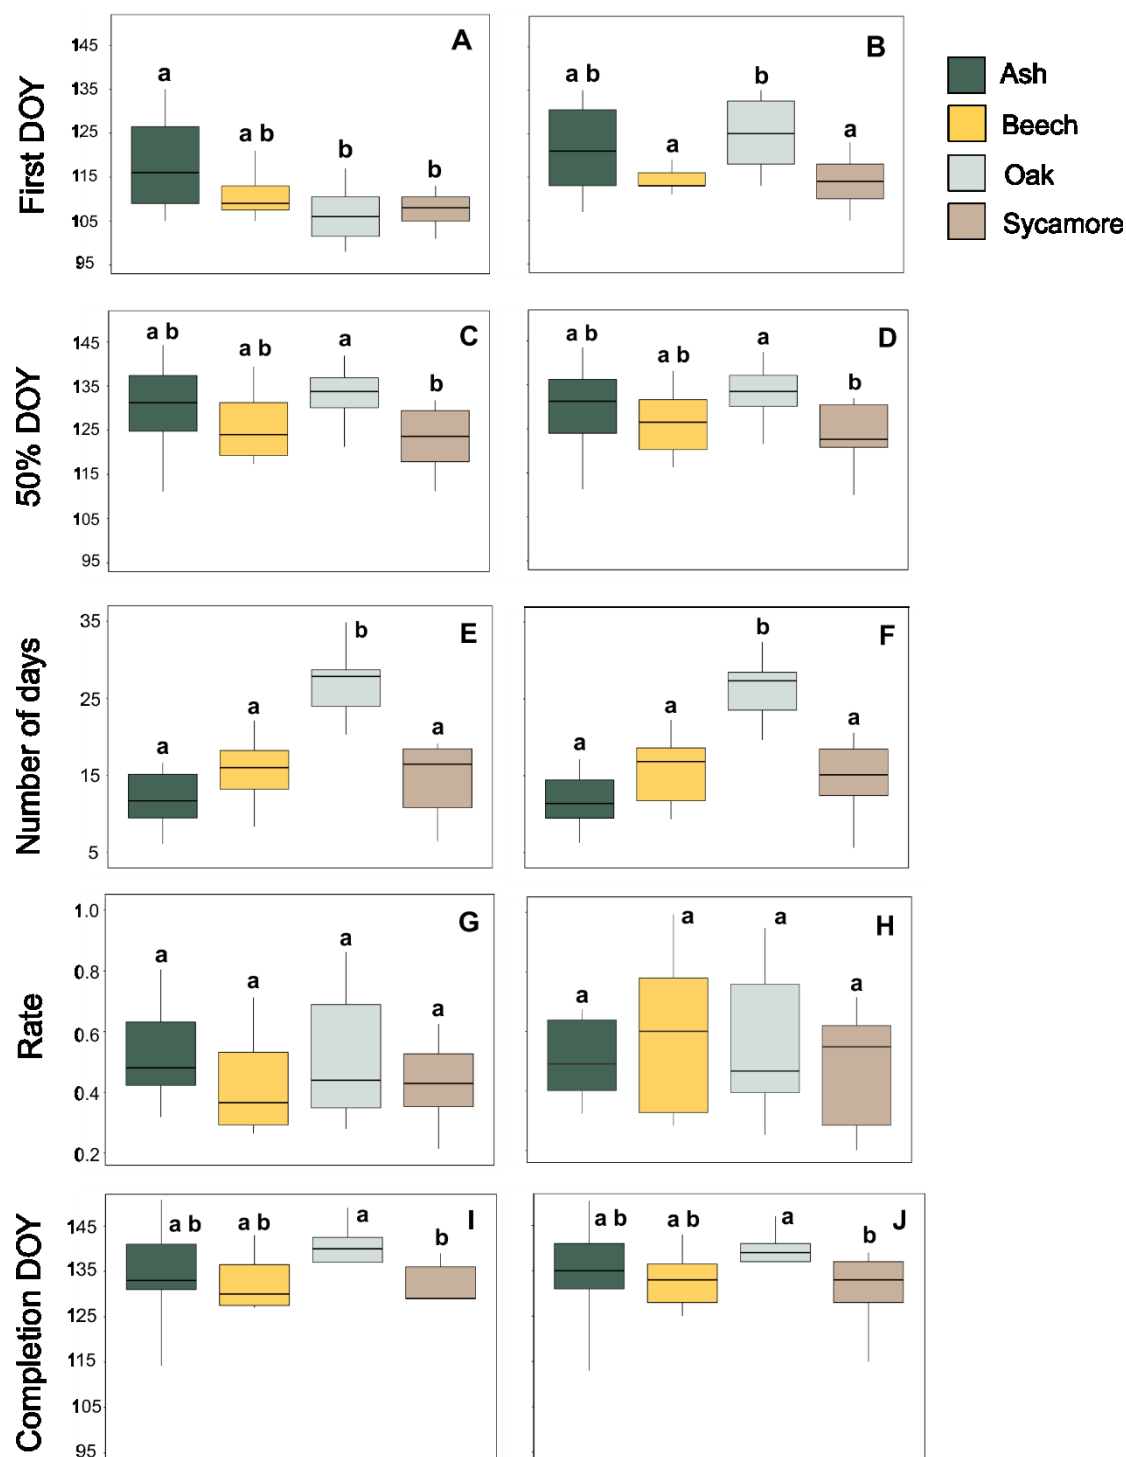 First DOY
145
135
125
115
105
95
A
a
a b
b
b
B
a b
a
b
a
Ash
Beech
Oak
Sycamore
50% DOY
145
135
125
115
105
95
C
a b
a b
a
b
D
a b
a b
a
b
Number of days
35
25
15
5
E
a
a
b
a
F
a
a
b
a
Rate
1.0
0.8
0.6
0.4
0.2
G
a
a
a
a
H
a
a
a
a
Completion DOY
145
135
125
115
105
95
I
a b
a b
a
b
J
a b
a b
a
b